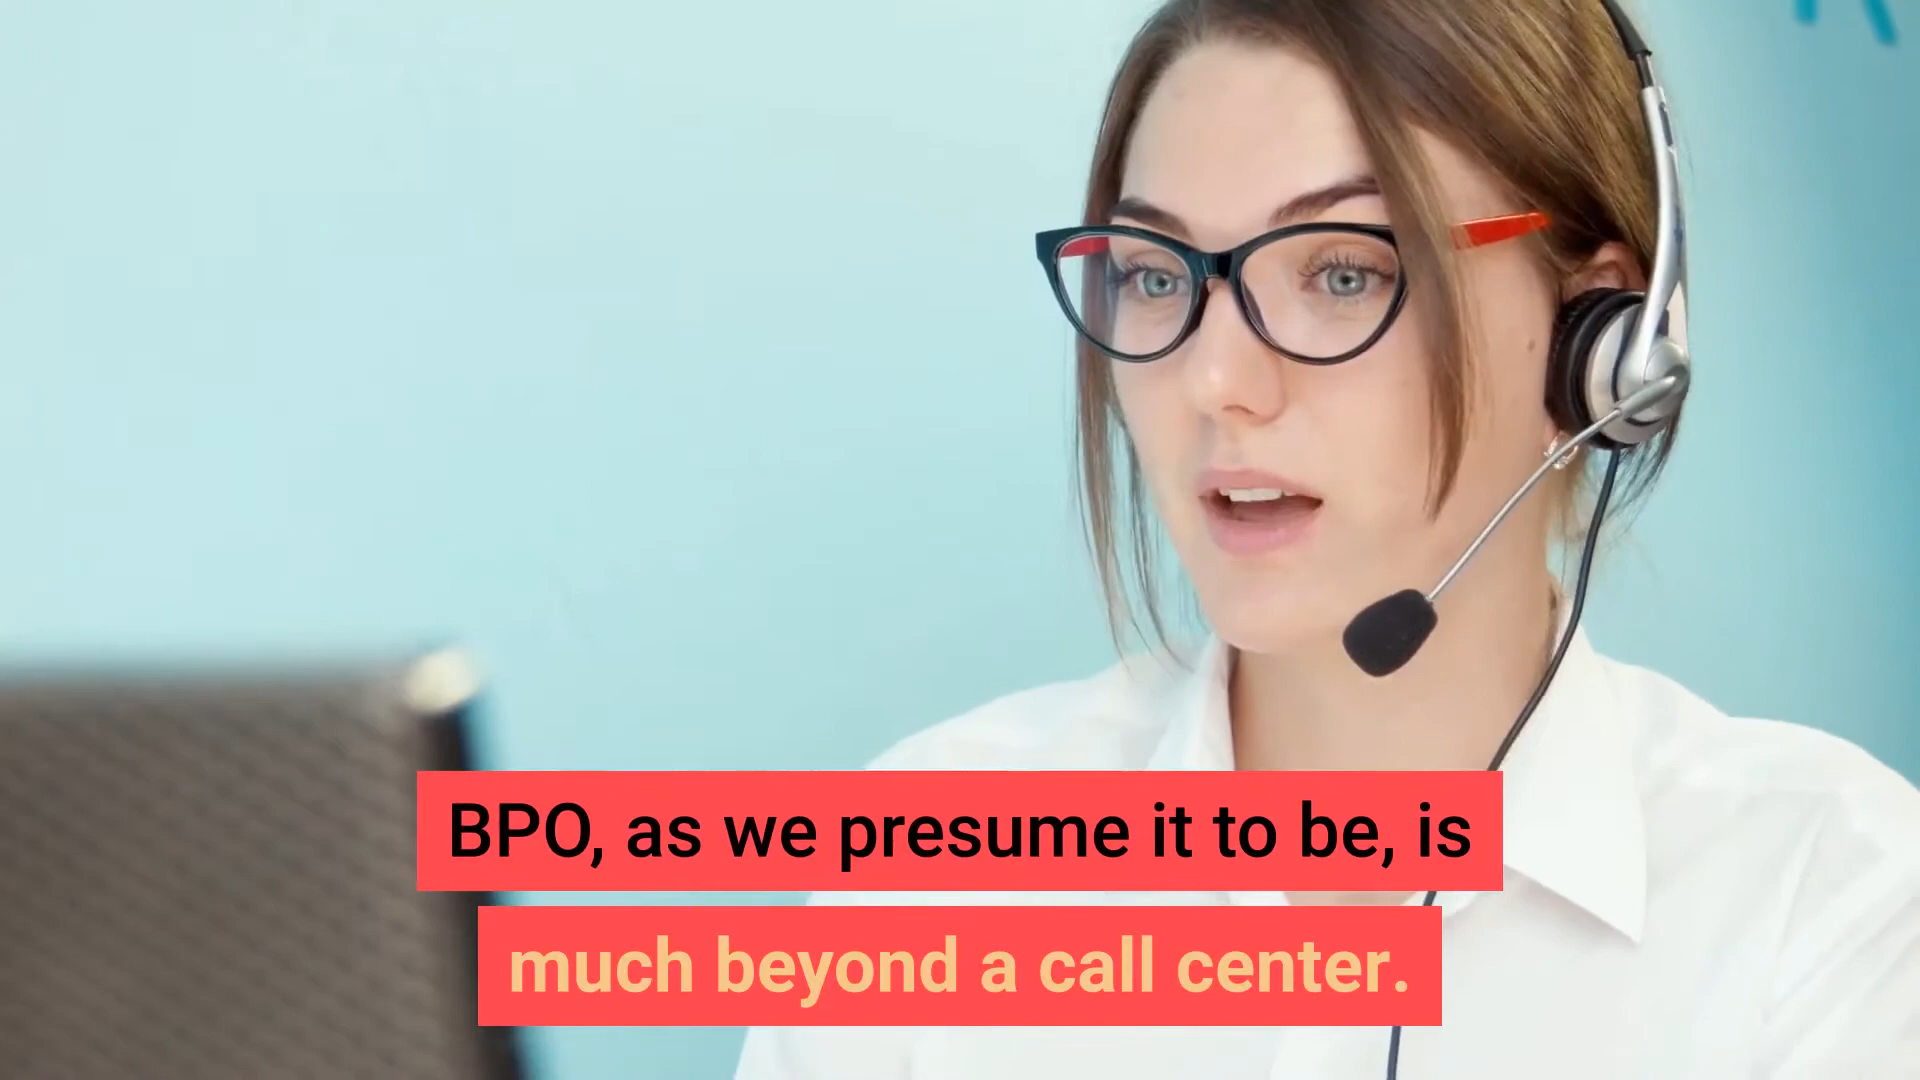 BPO, as we presume it to be, is
much beyond a call center.